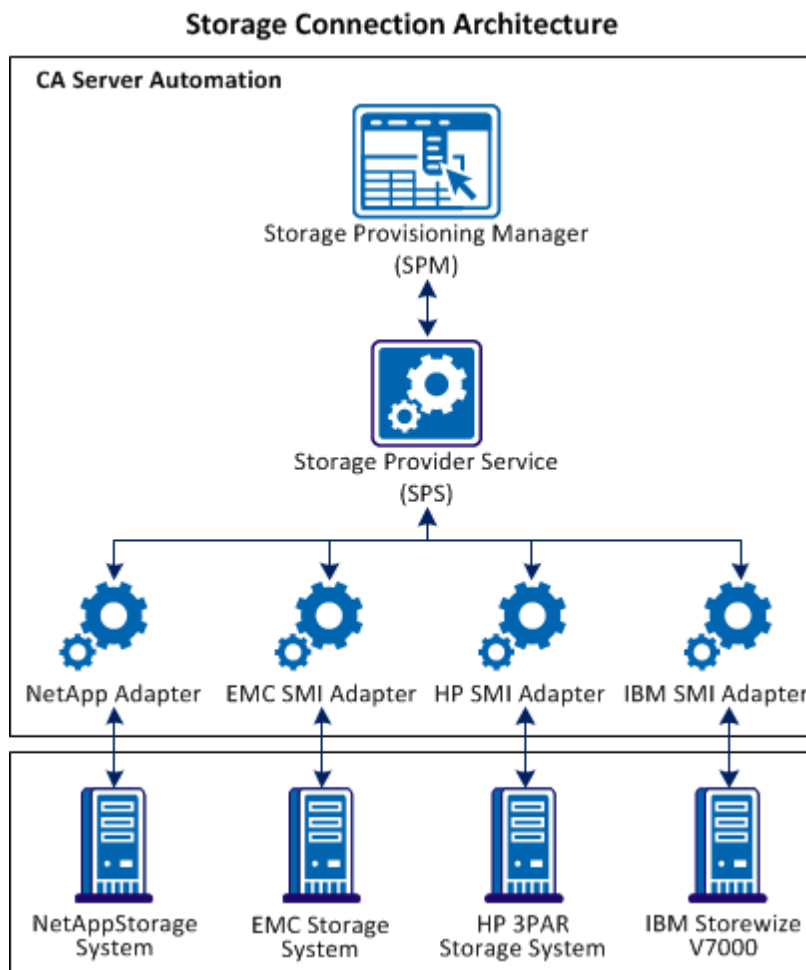 Storage Connection Architecture
CA Server Automation
Storage Provisioning Manager
(SPM)
Storage Provider Service
(SPS)
NetApp Adapter
EMC SMI Adapter
HP SMI Adapter
IBM SMI Adapter
NetAppStorage
System
EMC Storage
System
HP 3PAR
Storage System
IBM Storewize
V7000